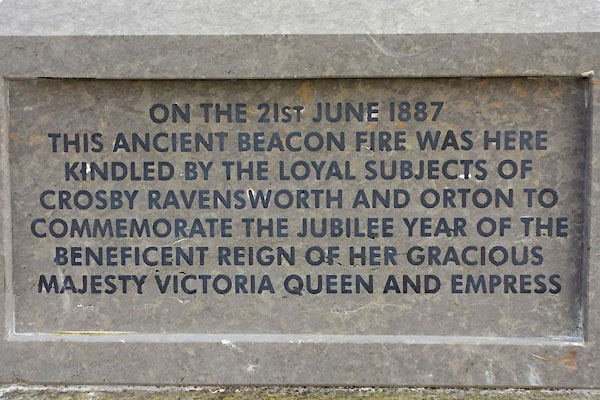 ON THE 21ST JUNE 1887
THIS ANCIENT BEACON FIRE WAS HERE
KINDLED BY THE LOYAL SUBJECTS OF
CROSBY RAVENSWORTH AND ORTON TO
COMMEMORATE THE JUBILEE YEAR OF THE
BENEFICENT REIGN OF HER GRACIOUS
MAJESTY VICTORIA QUEEN AND EMPRESS